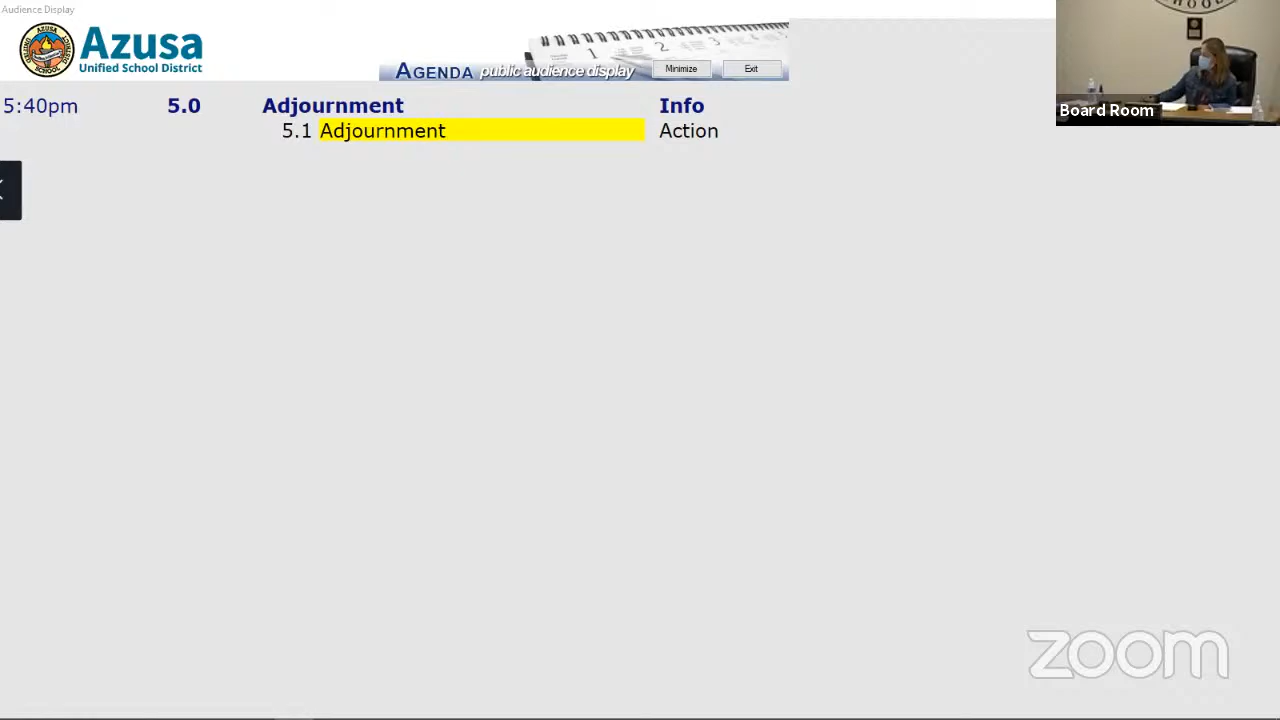 Audience Display
Azusa
Unified School District
AGENDA public audience display
Minimize
Exit
5:40pm 5.0 Adjournment Info
5.1 Adjournment Action
Board Room
zoom